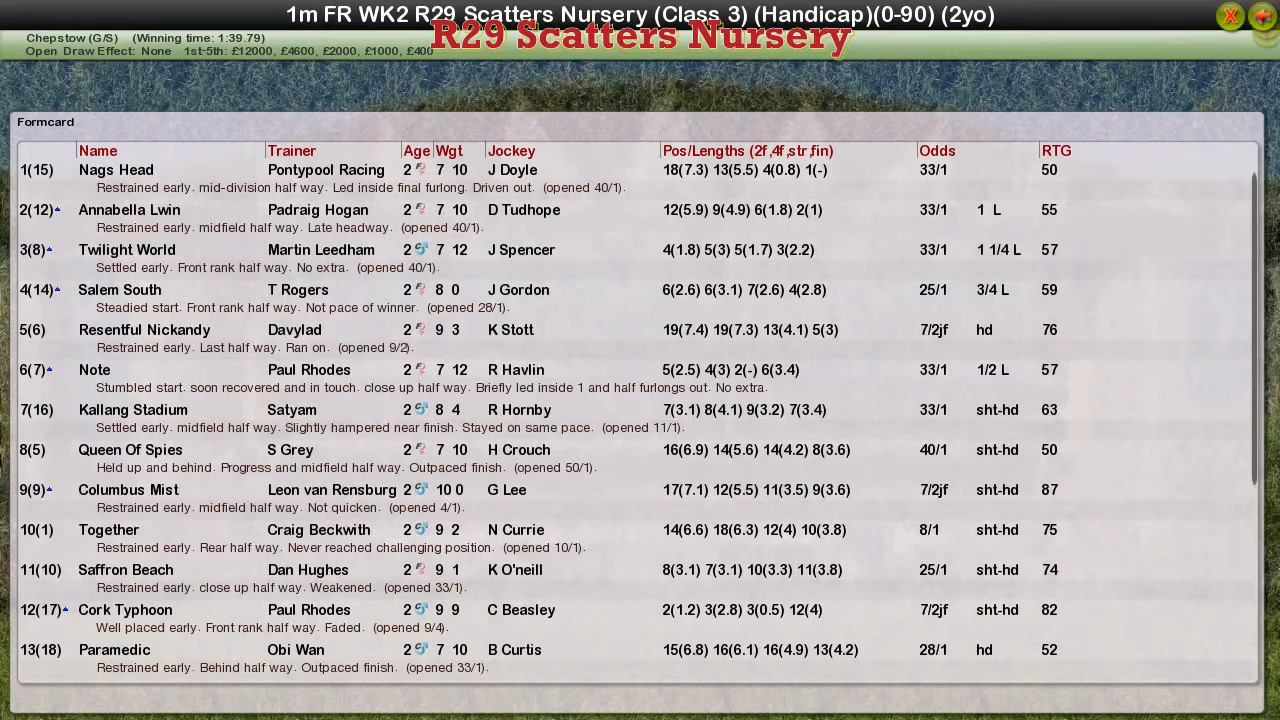 1m FR WK2 R29 Scatters Nursery (Class 3) (Handicap)(0-90) (2yo)
R29 Scatters Nursery
Chepstow (G/S) (Winning time: 1:39.79)
Open Draw Effect: None 1st-5th: £12000, £4600, £2000, £1000, £400
Formcard
Name Trainer Age Wgt Jockey Pos/Lengths (2f,4f,str,fin) Odds RTG
1(15) Nags Head Pontypool Racing 2 7 10 J Doyle 18(7.3) 13(5.5) 4(0.8) 1(-) 33/1 50
Restrained early. mid-division half way. Led inside final furlong. Driven out. (opened 40/1).
2(12) Annabella Lwin Padraig Hogan 2 7 10 D Tudhope 12(5.9) 9(4.9) 6(1.8) 2(1) 33/1 1 L 55
Restrained early. midfield half way. Late headway. (opened 40/1).
3(8) Twilight World Martin Leedham 2 7 12 J Spencer 4(1.8) 5(3) 5(1.7) 3(2.2) 33/1 1 1/4 L 57
Settled early. Front rank half way. No extra. (opened 40/1).
4(14) Salem South T Rogers 2 8 0 J Gordon 6(2.6) 6(3.1) 7(2.6) 4(2.8) 25/1 3/4 L 59
Steadied start. Front rank half way. Not pace of winner. (opened 28/1).
5(6) Resentful Nickandy Davylad 2 9 3 K Stott 19(7.4) 19(7.3) 13(4.1) 5(3) 7/2jf hd 76
Restrained early. Last half way. Ran on. (opened 9/2).
6(7) Note Paul Rhodes 2 7 12 R Havlin 5(2.5) 4(3) 2(-) 6(3.4) 33/1 1/2 L 57
Stumbled start. soon recovered and in touch. close up half way. Briefly led inside 1 and half furlongs out. No extra.
7(16) Kallang Stadium Satyam 2 8 4 R Hornby 7(3.1) 8(4.1) 9(3.2) 7(3.4) 33/1 sht-hd 63
Settled early. midfield half way. Slightly hampered near finish. Stayed on same pace. (opened 11/1).
8(5) Queen Of Spies S Grey 2 7 10 H Crouch 16(6.9) 14(5.6) 14(4.2) 8(3.6) 40/1 sht-hd 50
Held up and behind. Progress and midfield half way. Outpaced finish. (opened 50/1).
9(9) Columbus Mist Leon van Rensburg 2 10 0 G Lee 17(7.1) 12(5.5) 11(3.5) 9(3.6) 7/2jf sht-hd 87
Restrained early. midfield half way. Not quicken. (opened 4/1).
10(1) Together Craig Beckwith 2 9 2 N Currie 14(6.6) 18(6.3) 12(4) 10(3.8) 8/1 sht-hd 75
Restrained early. Rear half way. Never reached challenging position. (opened 10/1).
11(10) Saffron Beach Dan Hughes 2 9 1 K O'neill 8(3.1) 7(3.1) 10(3.3) 11(3.8) 25/1 sht-hd 74
Restrained early. close up half way. Weakened. (opened 33/1).
12(17) Cork Typhoon Paul Rhodes 2 9 9 C Beasley 2(1.2) 3(2.8) 3(0.5) 12(4) 7/2jf sht-hd 82
Well placed early. Front rank half way. Faded. (opened 9/4).
13(18) Paramedic Obi Wan 2 7 10 B Curtis 15(6.8) 16(6.1) 16(4.9) 13(4.2) 28/1 hd 52
Restrained early. Behind half way. Outpaced finish. (opened 33/1).